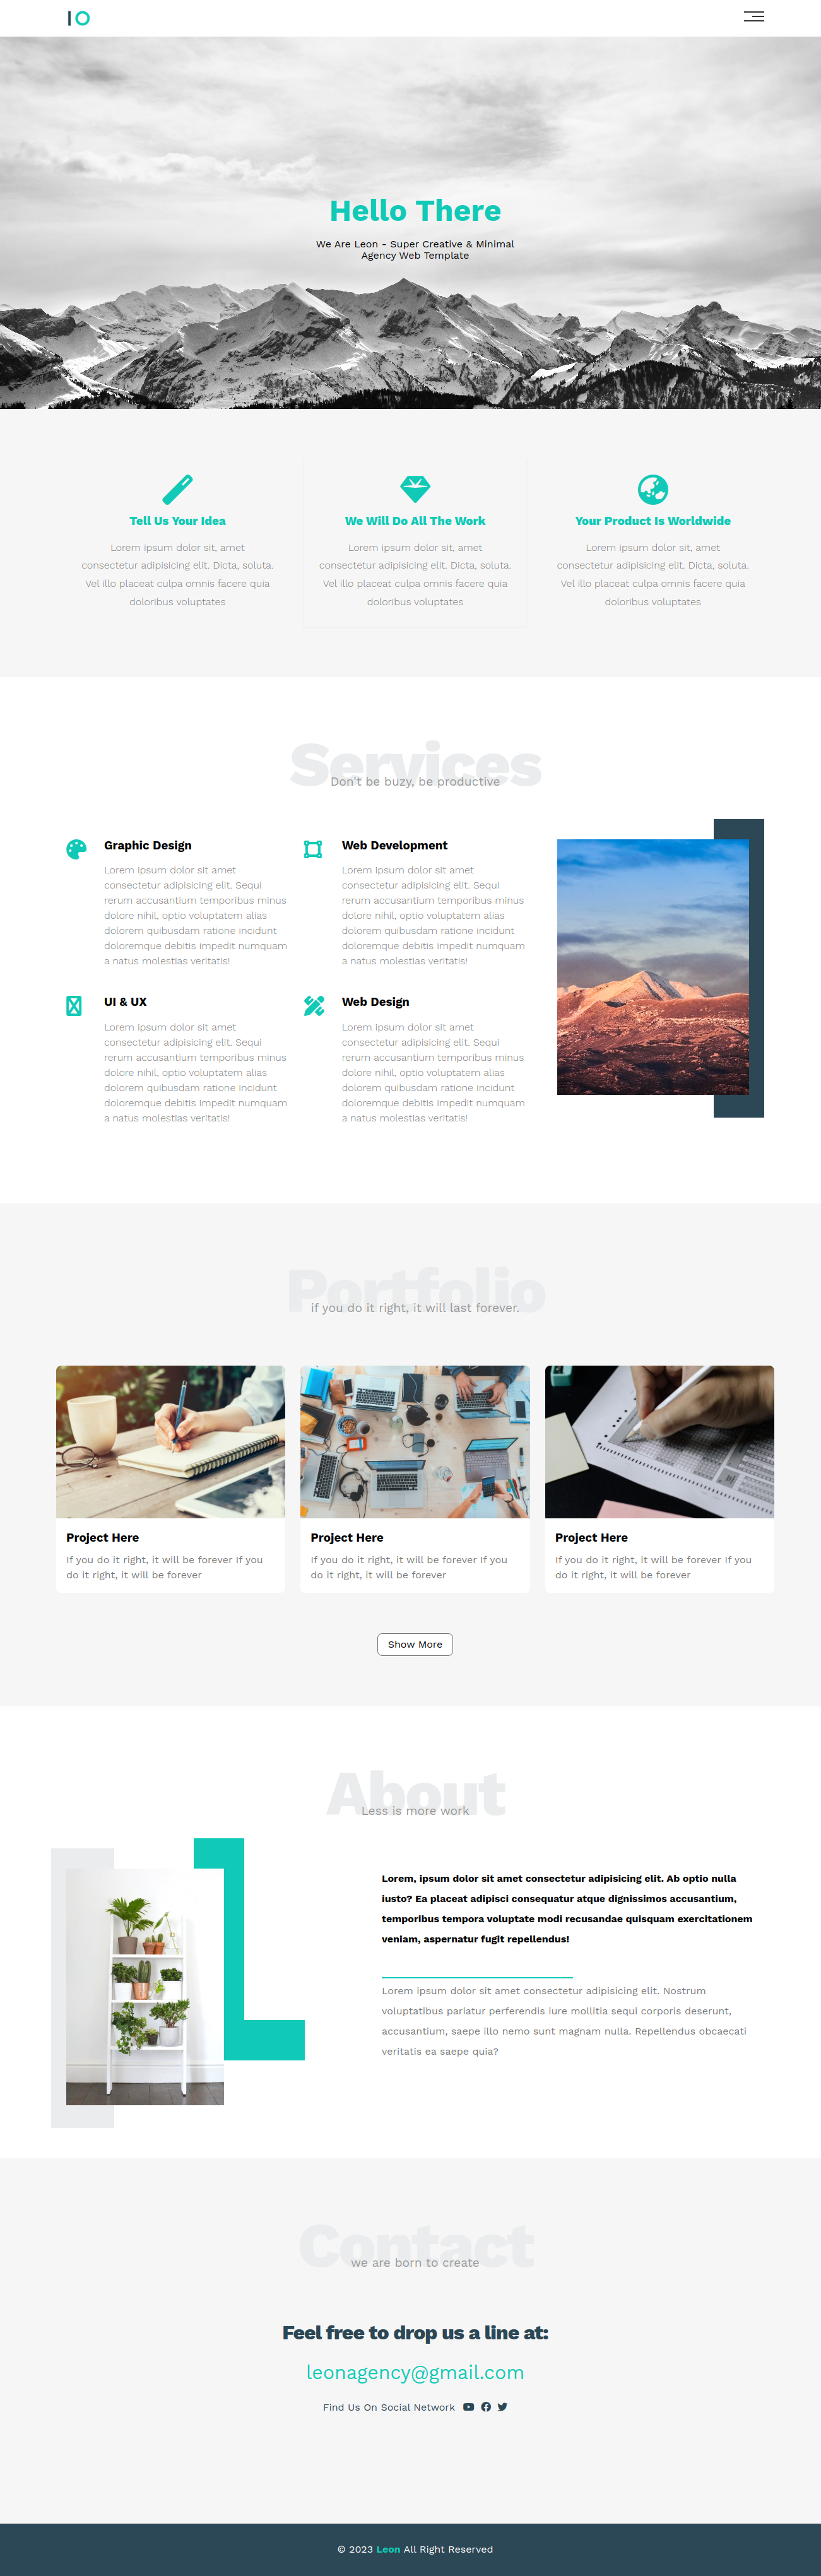 IO
Hello There
We Are Leon - Super Creative & Minimal
Agency Web Template
Tell Us Your Idea
Lorem ipsum dolor sit, amet
consectetur adipisicing elit. Dicta, soluta.
Vel illo placeat culpa omnis facere quia
doloribus voluptates
We Will Do All The Work
Lorem ipsum dolor sit, amet
consectetur adipisicing elit. Dicta, soluta.
Vel illo placeat culpa omnis facere quia
doloribus voluptates
Your Product Is Worldwide
Lorem ipsum dolor sit, amet
consectetur adipisicing elit. Dicta, soluta.
Vel illo placeat culpa omnis facere quia
doloribus voluptates
Services
Don't be buzy, be productive
Graphic Design
Lorem ipsum dolor sit amet
consectetur adipisicing elit. Sequi
rerum accusantium temporibus minus
dolore nihil, optio voluptatem alias
dolorem quibusdam ratione incidunt
doloremque debitis impedit numquam
a natus molestias veritatis!
Web Development
Lorem ipsum dolor sit amet
consectetur adipisicing elit. Sequi
rerum accusantium temporibus minus
dolore nihil, optio voluptatem alias
dolorem quibusdam ratione incidunt
doloremque debitis impedit numquam
a natus molestias veritatis!
UI & UX
Lorem ipsum dolor sit amet
consectetur adipisicing elit. Sequi
rerum accusantium temporibus minus
dolore nihil, optio voluptatem alias
dolorem quibusdam ratione incidunt
doloremque debitis impedit numquam
a natus molestias veritatis!
Web Design
Lorem ipsum dolor sit amet
consectetur adipisicing elit. Sequi
rerum accusantium temporibus minus
dolore nihil, optio voluptatem alias
dolorem quibusdam ratione incidunt
doloremque debitis impedit numquam
a natus molestias veritatis!
Portfolio
if you do it right, it will last forever.
Project Here
If you do it right, it will be forever If you
do it right, it will be forever
Project Here
If you do it right, it will be forever If you
do it right, it will be forever
Project Here
If you do it right, it will be forever If you
do it right, it will be forever
Show More
About
Less is more work
Lorem, ipsum dolor sit amet consectetur adipisicing elit. Ab optio nulla
iusto? Ea placeat adipisci consequatur atque dignissimos accusantium,
temporibus tempora voluptate modi recusandae quisquam exercitationem
veniam, aspernatur fugit repellendus!
Lorem ipsum dolor sit amet consectetur adipisicing elit. Nostrum
voluptatibus pariatur perferendis iure mollitia sequi corporis deserunt,
accusantium, saepe illo nemo sunt magnam nulla. Repellendus obcaecati
veritatis ea saepe quia?
Contact
we are born to create
Feel free to drop us a line at:
leonagency@gmail.com
Find Us On Social Network
© 2023 Leon All Right Reserved